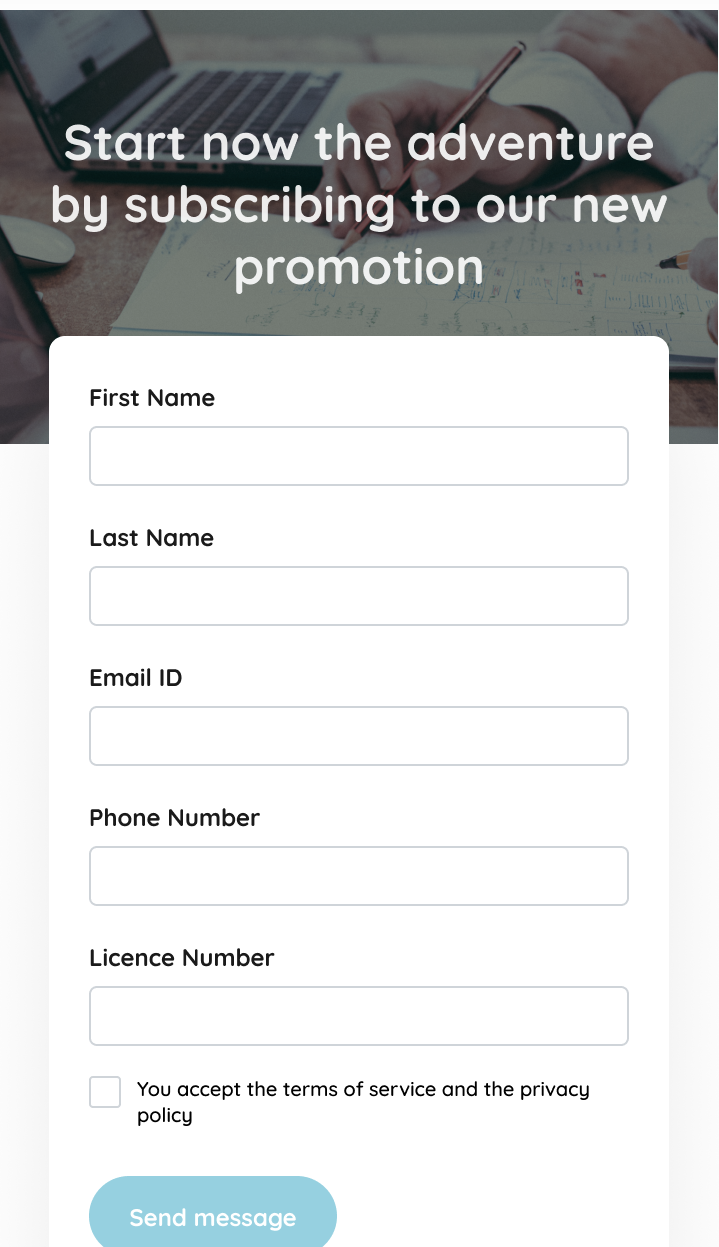 Start now the adventure
by subscribing to our new
promotion
First Name
Last Name
Email ID
Phone Number
Licence Number
You accept the terms of service and the privacy
policy
Send message